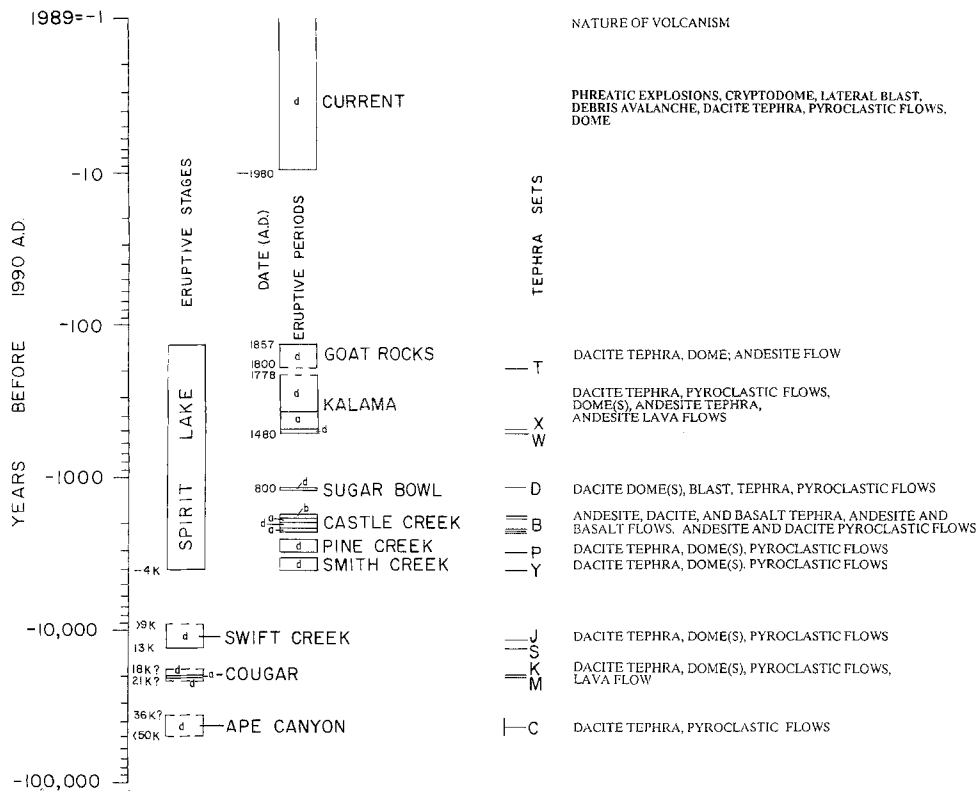 1989=-1
NATURE OF VOLCANISM
d CURRENT
PHREATIC EXPLOSIONS, CRYPTODOME, LATERAL BLAST,
DEBRIS AVALANCHE, DACITE TEPHRA, PYROCLASTIC FLOWS,
DOME
-10
1980
YEARS BEFORE 1990 A.D.
ERUPTIVE STAGES
DATE (A.D.)
ERUPTIVE PERIODS
TEPHRA SETS
-100
1857
d GOAT ROCKS
1800
T
DACITE TEPHRA, DOME; ANDESITE FLOW
1778
d
KALAMA
a
d
1480
X
W
DACITE TEPHRA, PYROCLASTIC FLOWS,
DOME(S), ANDESITE TEPHRA,
ANDESITE LAVA FLOWS
SPIRIT LAKE
-1000
d
800
SUGAR BOWL
D
DACITE DOME(S), BLAST, TEPHRA, PYROCLASTIC FLOWS
b
a
d
a
CASTLE CREEK
B
ANDESITE, DACITE, AND BASALT TEPHRA, ANDESITE AND
BASALT FLOWS. ANDESITE AND DACITE PYROCLASTIC FLOWS
d PINE CREEK
P
DACITE TEPHRA, DOME(S), PYROCLASTIC FLOWS
-4K
d SMITH CREEK
Y
DACITE TEPHRA, DOME(S). PYROCLASTIC FLOWS
-10,000
>9K
d SWIFT CREEK
13K
J
S
DACITE TEPHRA, DOME(S), PYROCLASTIC FLOWS
18K?
d
a COUGAR
21K?
d
K
M
DACITE TEPHRA, DOME(S), PYROCLASTIC FLOWS,
LAVA FLOW
36K?
d APE CANYON
50K
C
DACITE TEPHRA, PYROCLASTIC FLOWS
-100,000